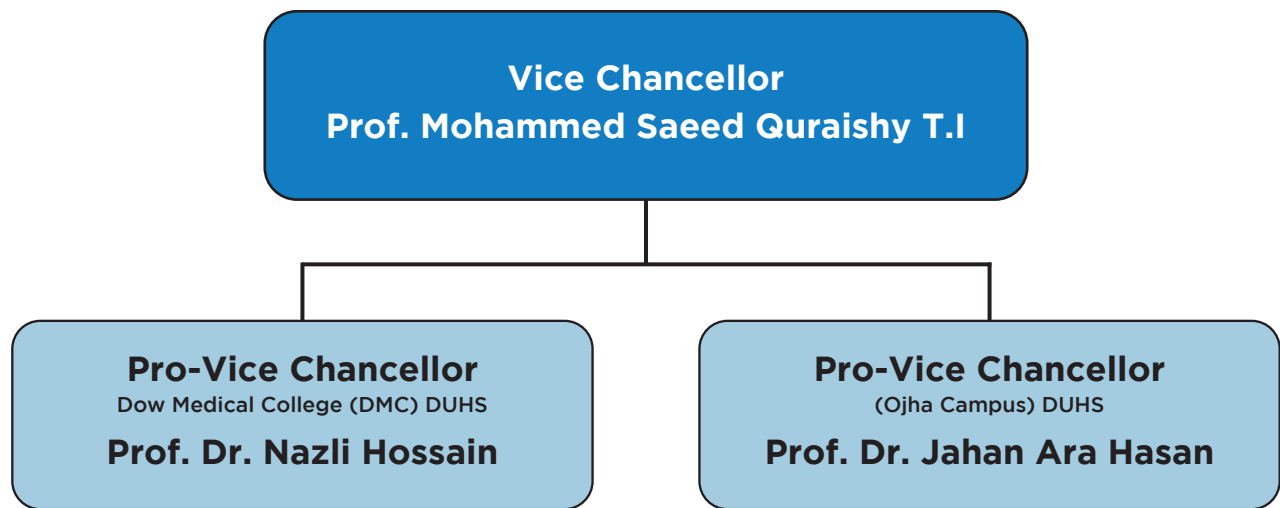 Vice Chancellor
Prof. Mohammed Saeed Quraishy T.I
Pro-Vice Chancellor
Dow Medical College (DMC) DUHS
Prof. Dr. Nazli Hossain
Pro-Vice Chancellor
(Ojha Campus) DUHS
Prof. Dr. Jahan Ara Hasan